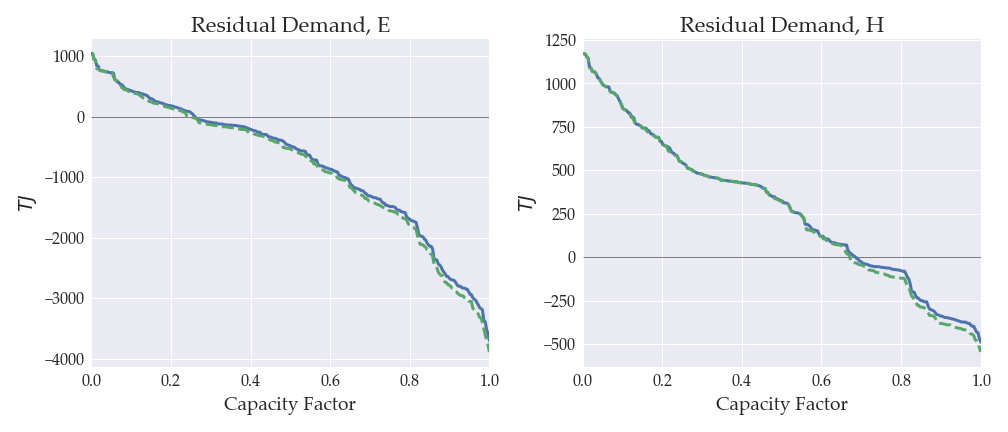 Residual Demand, E
1000
0
−1000
−2000
−3000
−4000
TJ
0.0 0.2 0.4 0.6 0.8 1.0
Capacity Factor
Residual Demand, H
1250
1000
750
500
250
0
−250
−500
TJ
0.0 0.2 0.4 0.6 0.8 1.0
Capacity Factor